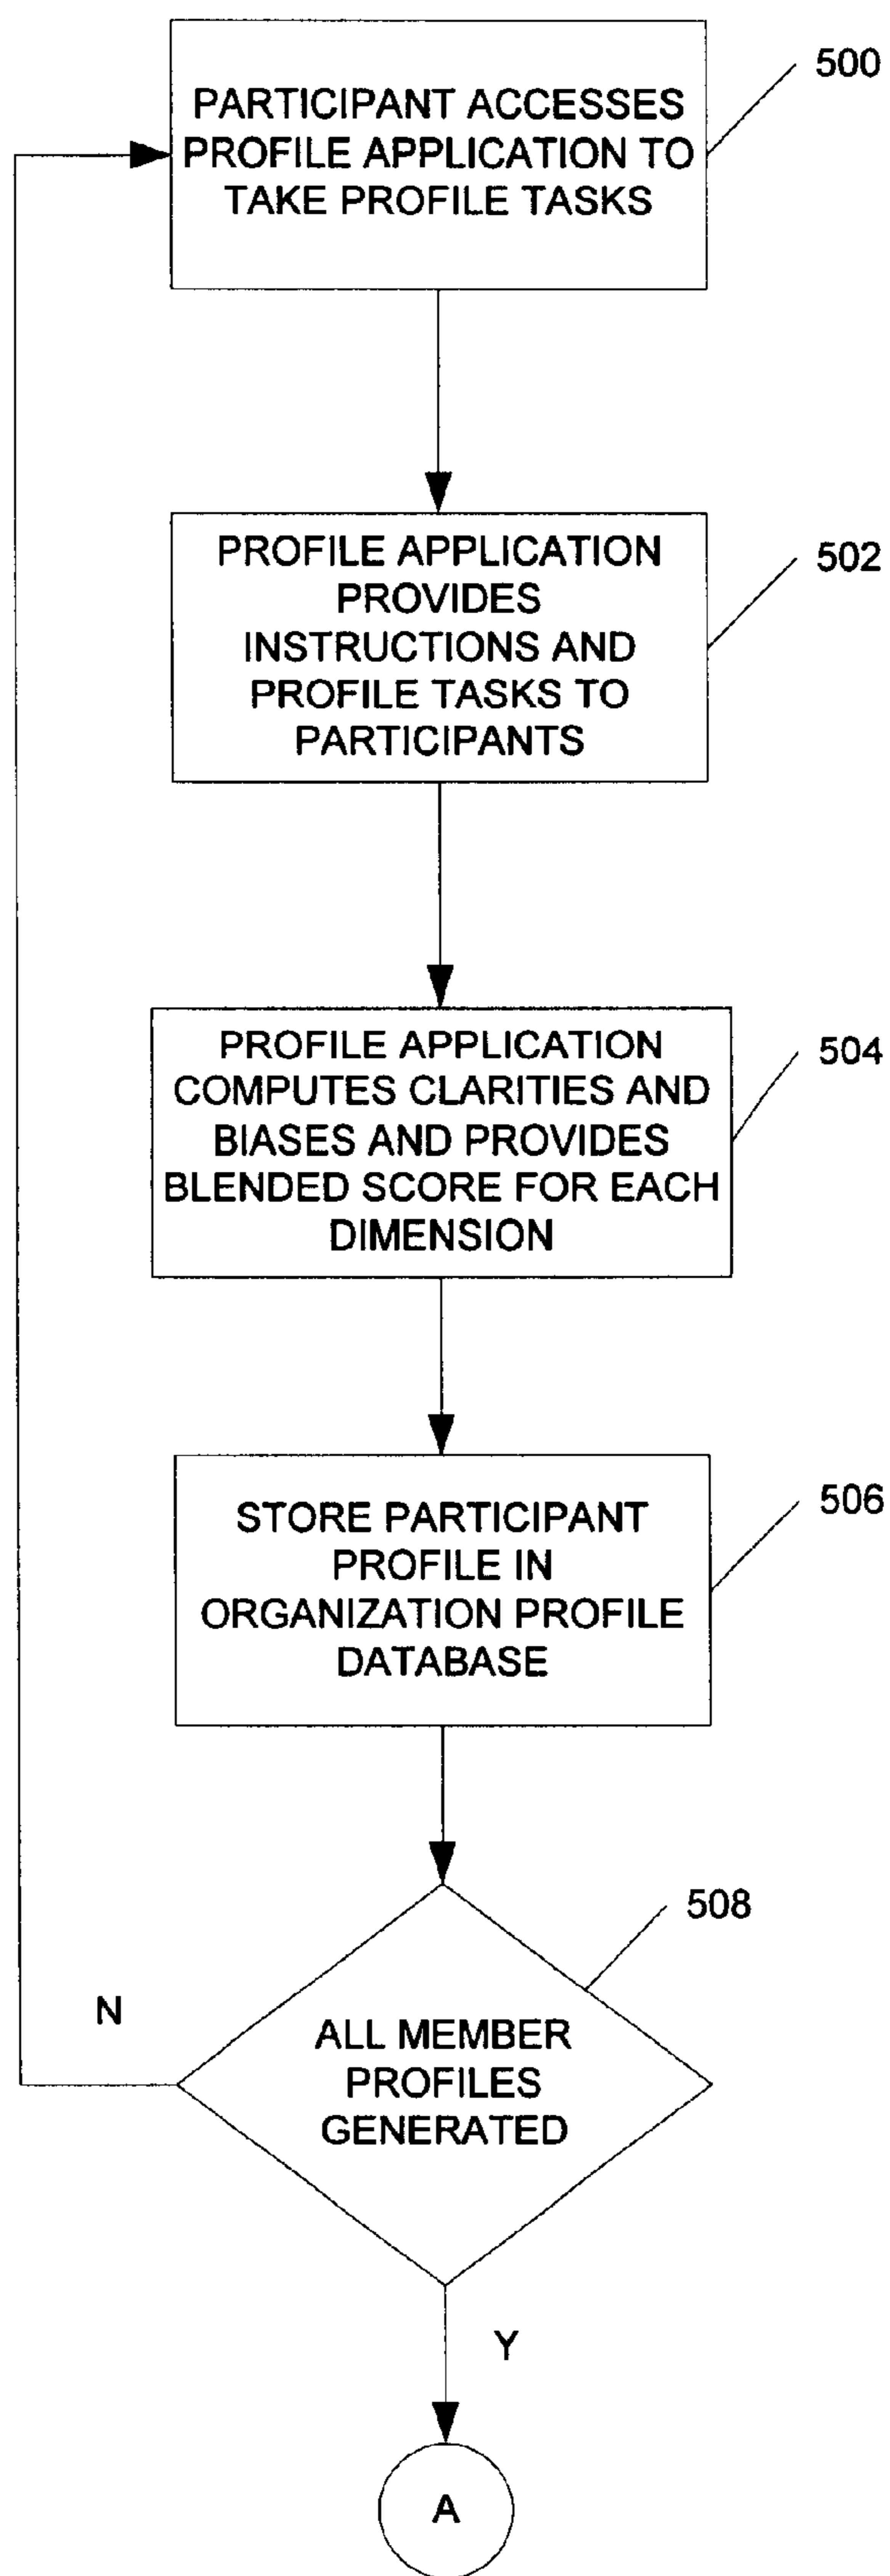 500
PARTICIPANT ACCESSES
PROFILE APPLICATION TO
TAKE PROFILE TASKS
502
PROFILE APPLICATION
PROVIDES
INSTRUCTIONS AND
PROFILE TASKS TO
PARTICIPANTS
504
PROFILE APPLICATION
COMPUTES CLARITIES AND
BIASES AND PROVIDES
BLENDED SCORE FOR EACH
DIMENSION
506
STORE PARTICIPANT
PROFILE IN
ORGANIZATION PROFILE
DATABASE
508
N
ALL MEMBER
PROFILES
GENERATED
Y
A